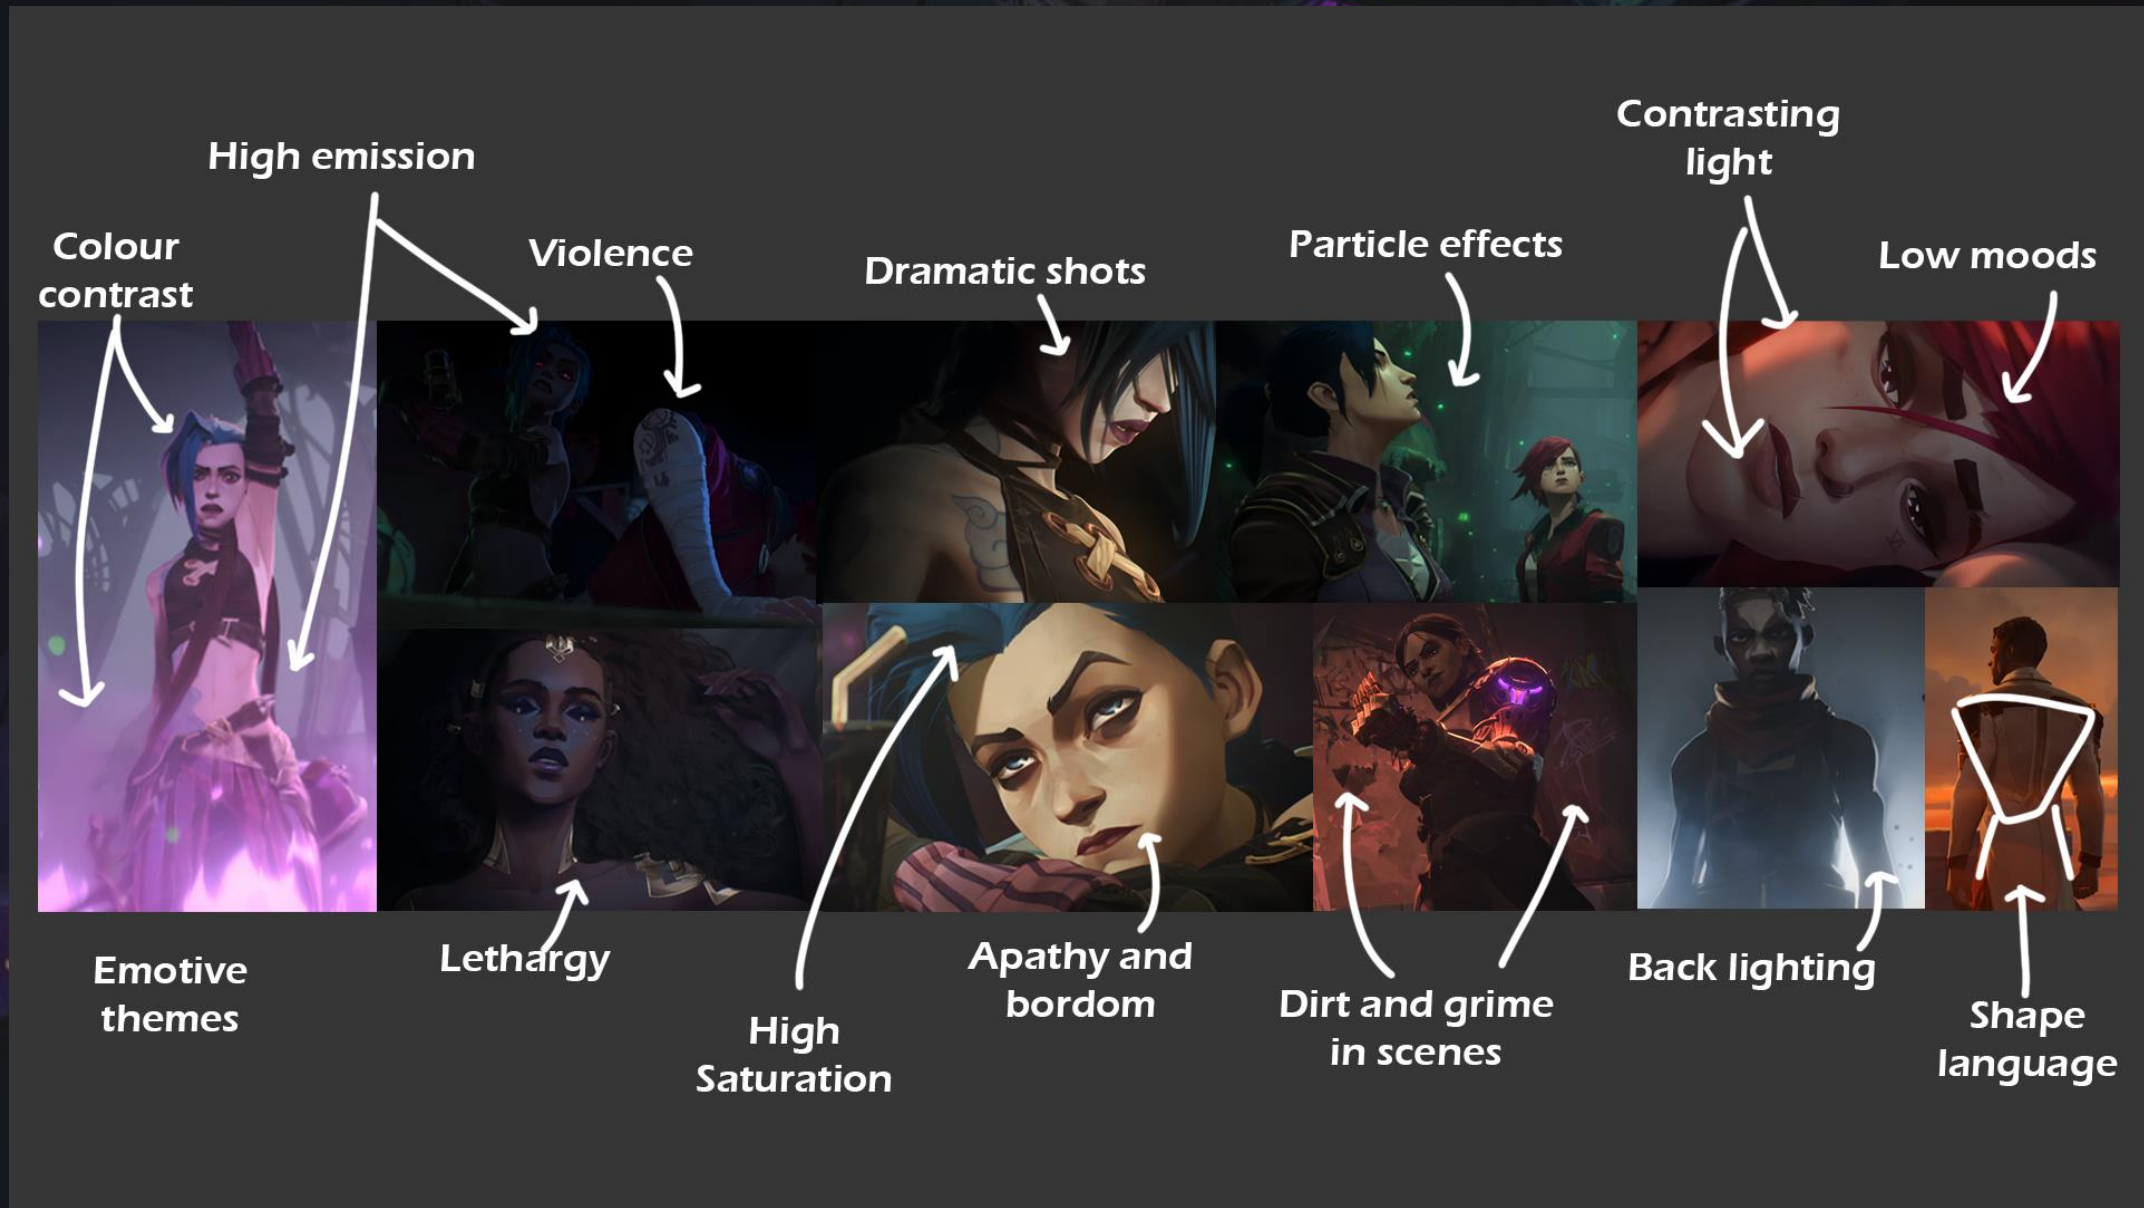 Contrasting
light
High emission
Colour
contrast
Violence
Dramatic shots
Particle effects
Low moods
Emotive
themes
Lethargy
High
Saturation
Apathy and
bordom
Dirt and grime
in scenes
Back lighting
Shape
language